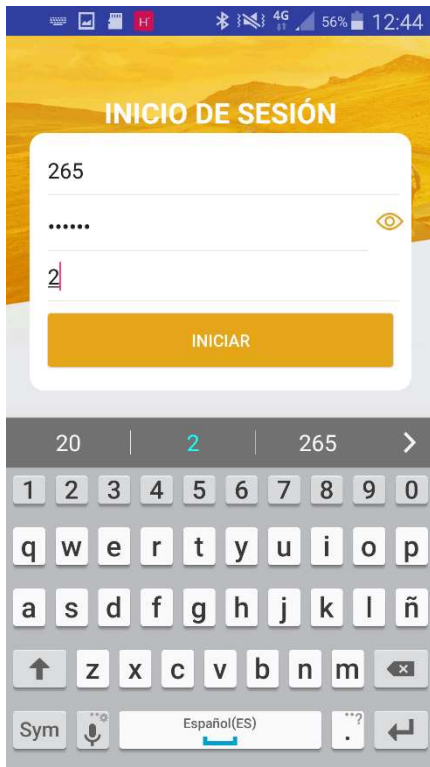 H 4G 56% 12:44
INICIO DE SESIÓN
265
••••••
2
INICIAR
20 2 265
1 2 3 4 5 6 7 8 9 0
q w e r t y u i o p
a s d f g h j k l ñ
z x c v b n m
Sym Español(ES) . ?